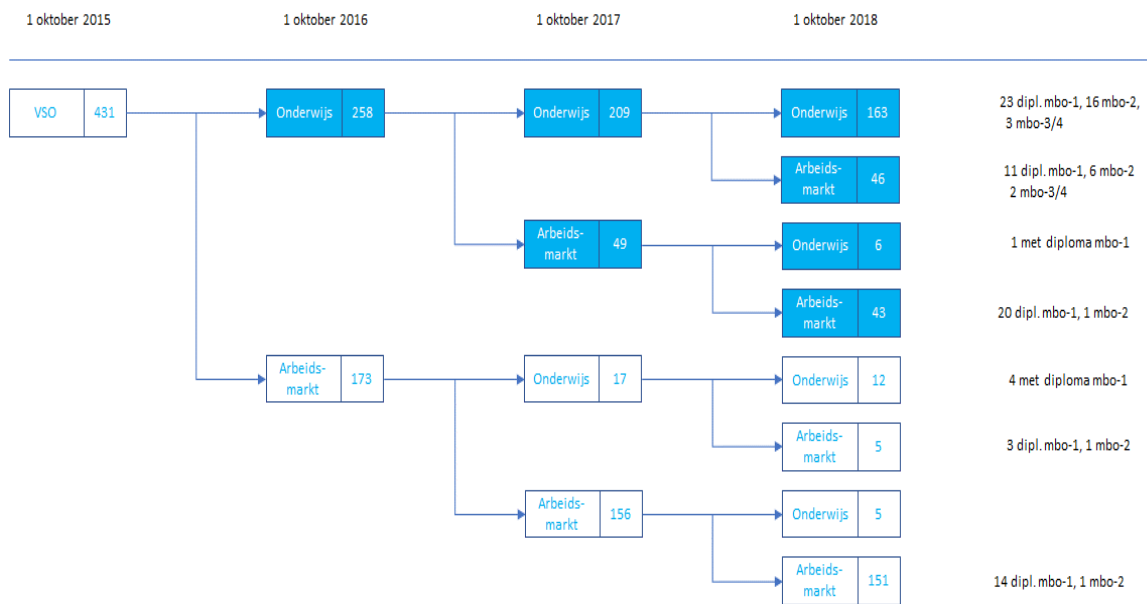 1 oktober 2015 1 oktober 2016 1 oktober 2017 1 oktober 2018
VSO 431
Onderwijs 258
Onderwijs 209
Onderwijs 163
23 dipl. mbo-1, 16 mbo-2,
3 mbo-3/4
Arbeids-
markt 46
11 dipl. mbo-1, 6 mbo-2
2 mbo-3/4
Arbeids-
markt 49
Onderwijs 6
1 met diploma mbo-1
Arbeids-
markt 43
20 dipl. mbo-1, 1 mbo-2
Arbeids-
markt 173
Onderwijs 17
Onderwijs 12
4 met diploma mbo-1
Arbeids-
markt 5
3 dipl. mbo-1, 1 mbo-2
Arbeids-
markt 156
Onderwijs 5
Arbeids-
markt 151
14 dipl. mbo-1, 1 mbo-2